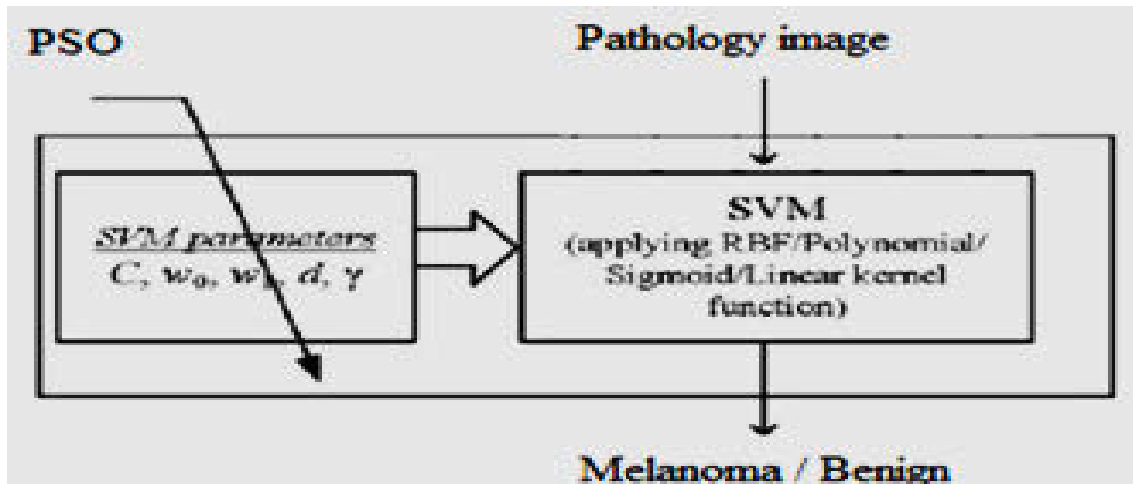 PSO
Pathology image
SVM parameters
C, w₀, w₁, d, γ
SVM
(applying RBF/Polynomial/
Sigmoid/Linear kernel
function)
Melanoma / Benign